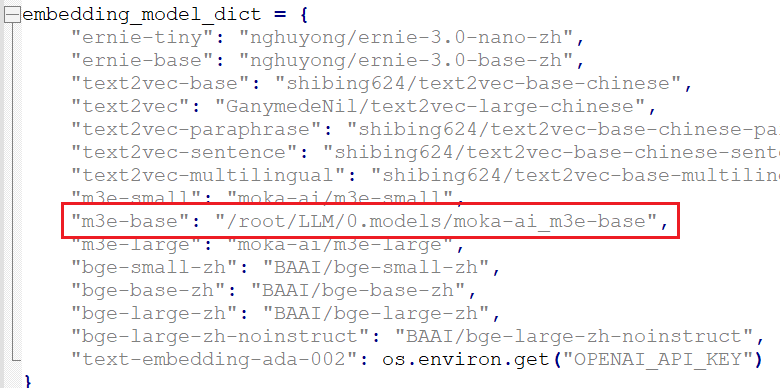 embedding_model_dict = {
"ernie-tiny": "nghuyong/ernie-3.0-nano-zh",
"ernie-base": "nghuyong/ernie-3.0-base-zh",
"text2vec-base": "shibing624/text2vec-base-chinese",
"text2vec": "GanymedeNil/text2vec-large-chinese",
"text2vec-paraphrase": "shibing624/text2vec-base-chinese-pa
"text2vec-sentence": "shibing624/text2vec-base-chinese-sent
"text2vec-multilingual": "shibing624/text2vec-base-multilin
"m3e-small": "moka-ai/m3e-small",
"m3e-base": "/root/LLM/0.models/moka-ai_m3e-base",
"m3e-large": "moka-ai/m3e-large",
"bge-small-zh": "BAAI/bge-small-zh",
"bge-base-zh": "BAAI/bge-base-zh",
"bge-large-zh": "BAAI/bge-large-zh",
"bge-large-zh-noinstruct": "BAAI/bge-large-zh-noinstruct",
"text-embedding-ada-002": os.environ.get("OPENAI_API_KEY")
}